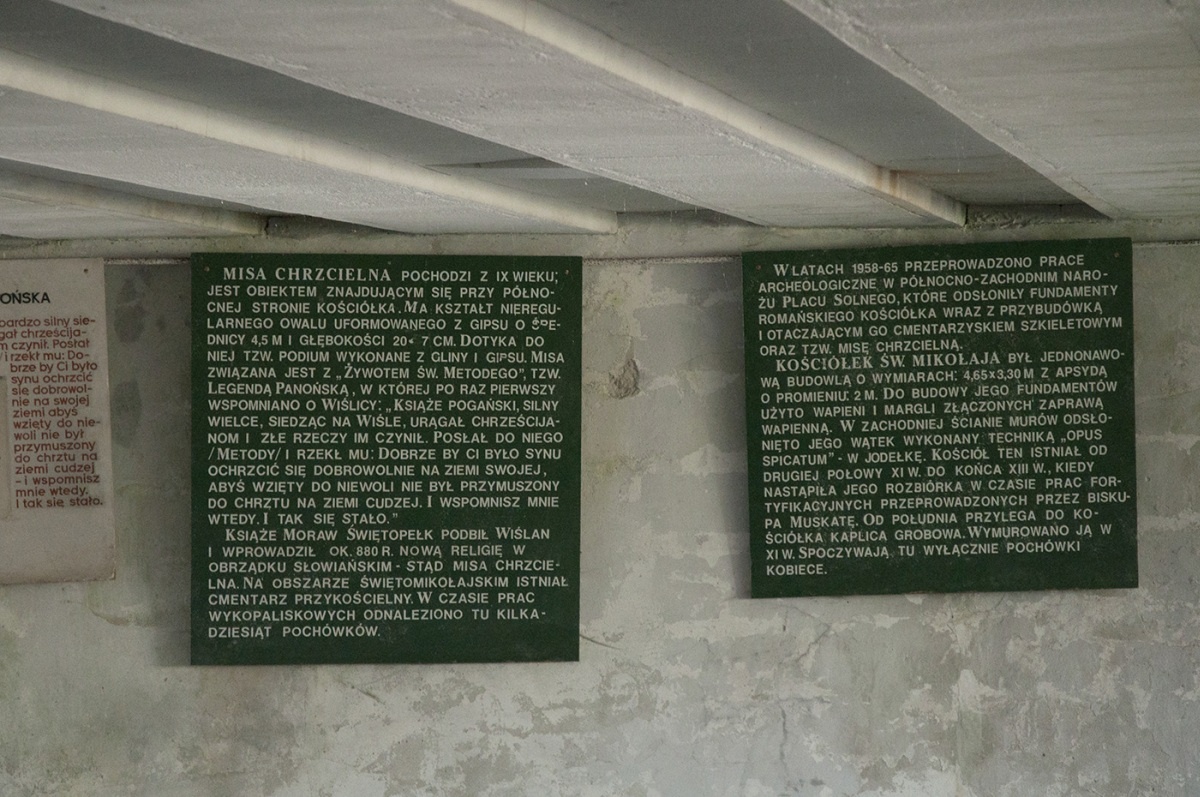 OŃSKA
bardzo silny sie-
gał chrześcija-
m czynił. Posłał
/ i rzekł mu: Do-
brze by Ci było
synu ochrzcić
się dobrowol-
nie na swojej
ziemi abyś
wzięty do nie-
woli nie był
przymuszony
do chrztu na
ziemi cudzej
– i wspomnisz
mnie wtedy.
I tak się stało.
MISA CHRZCIELNA POCHODZI Z IX WIEKU;
JEST OBIEKTEM ZNAJDUJĄCYM SIĘ PRZY PÓŁNO-
CNEJ STRONIE KOŚCIÓŁKA. MA KSZTAŁT NIEREGU-
LARNEGO OWALU UFORMOWANEGO Z GIPSU O ŚRE-
DNICY 4,5 M I GŁĘBOKOŚCI 20-27 CM. DOTYKA DO
NIEJ TZW. PODIUM WYKONANE Z GLINY I GIPSU. MISA
ZWIĄZANA JEST Z „ŻYWOTEM ŚW. METODEGO”, TZW.
LEGENDĄ PANOŃSKĄ, W KTÓREJ PO RAZ PIERWSZY
WSPOMNIANO O WIŚLICY: „KSIĄŻE POGAŃSKI, SILNY
WIELCE, SIEDZĄC NA WIŚLE, URĄGAŁ CHRZEŚCIJA-
NOM I ZŁE RZECZY IM CZYNIŁ. POSŁAŁ DO NIEGO
/METODY/ I RZEKŁ MU: DOBRZE BY CI BYŁO SYNU
OCHRZCIĆ SIĘ DOBROWOLNIE NA ZIEMI SWOJEJ,
ABYŚ WZIĘTY DO NIEWOLI NIE BYŁ PRZYMUSZONY
DO CHRZTU NA ZIEMI CUDZEJ. I WSPOMNISZ MNIE
WTEDY. I TAK SIĘ STAŁO.”
KSIĄŻE MORAW ŚWIĘTOPEŁK PODBIŁ WIŚLAN
I WPROWADZIŁ OK. 880 R. NOWĄ RELIGIĘ W
OBRZĄDKU SŁOWIAŃSKIM - STĄD MISA CHRZCIE-
LNA. NA OBSZARZE ŚWIĘTOMIKOŁAJSKIM ISTNIAŁ
CMENTARZ PRZYKOŚCIELNY. W CZASIE PRAC
WYKOPALISKOWYCH ODNALEZIONO TU KILKA-
DZIESIĄT POCHÓWKÓW.
W LATACH 1958-65 PRZEPROWADZONO PRACE
ARCHEOLOGICZNE W PÓŁNOCNO-ZACHODNIM NARO-
ŻU PLACU SOLNEGO, KTÓRE ODSŁONIŁY FUNDAMENTY
ROMAŃSKIEGO KOŚCIÓŁKA WRAZ Z PRZYBUDÓWKĄ
I OTACZAJĄCYM GO CMENTARZYSKIEM SZKIELETOWYM
ORAZ TZW. MISĘ CHRZCIELNĄ.
KOŚCIÓŁEK ŚW. MIKOŁAJA BYŁ JEDNONAWO-
WĄ BUDOWLĄ O WYMIARACH: 4,65×3,30 M Z APSYDĄ
O PROMIENIU: 2 M. DO BUDOWY JEGO FUNDAMENTÓW
UŻYTO WAPIENI I MARGLI ZŁĄCZONYCH ZAPRAWĄ
WAPIENNĄ. W ZACHODNIEJ ŚCIANIE MURÓW ODSŁO-
NIĘTO JEGO WĄTEK WYKONANY TECHNIKĄ „OPUS
SPICATUM” - W JODEŁKĘ. KOŚCIÓŁ TEN ISTNIAŁ OD
DRUGIEJ POŁOWY XI W. DO KOŃCA XIII W., KIEDY
NASTĄPIŁA JEGO ROZBIÓRKA W CZASIE PRAC FOR-
TYFIKACYJNYCH PRZEPROWADZONYCH PRZEZ BISKU-
PA MUSKATĘ. OD POŁUDNIA PRZYLEGA DO KO-
ŚCIÓŁKA KAPLICA GROBOWA. WYMUROWANO JĄ W
XI W. SPOCZYWAJĄ TU WYŁĄCZNIE POCHÓWKI
KOBIECE.